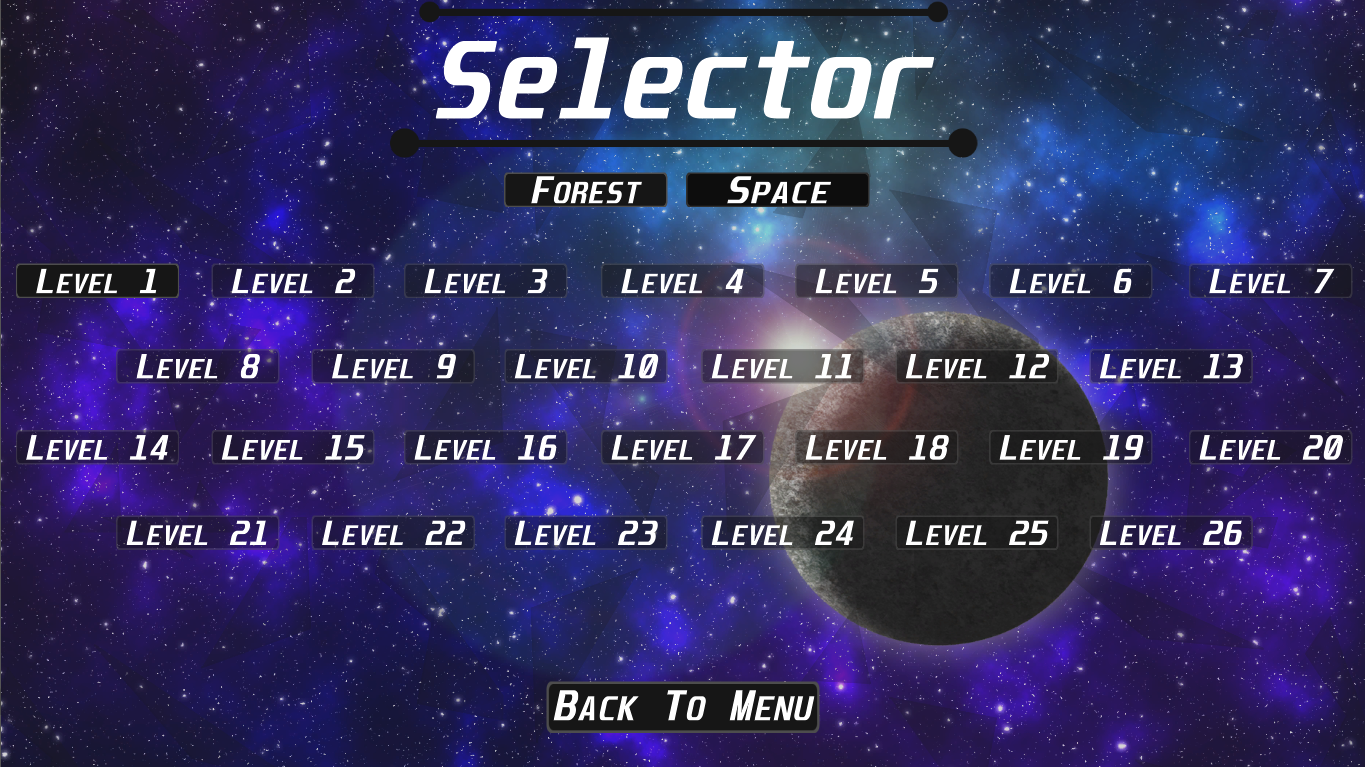 Selector
FOREST SPACE
LEVEL 1 LEVEL 2 LEVEL 3 LEVEL 4 LEVEL 5 LEVEL 6 LEVEL 7
LEVEL 8 LEVEL 9 LEVEL 10 LEVEL 11 LEVEL 12 LEVEL 13
LEVEL 14 LEVEL 15 LEVEL 16 LEVEL 17 LEVEL 18 LEVEL 19 LEVEL 20
LEVEL 21 LEVEL 22 LEVEL 23 LEVEL 24 LEVEL 25 LEVEL 26
BACK TO MENU